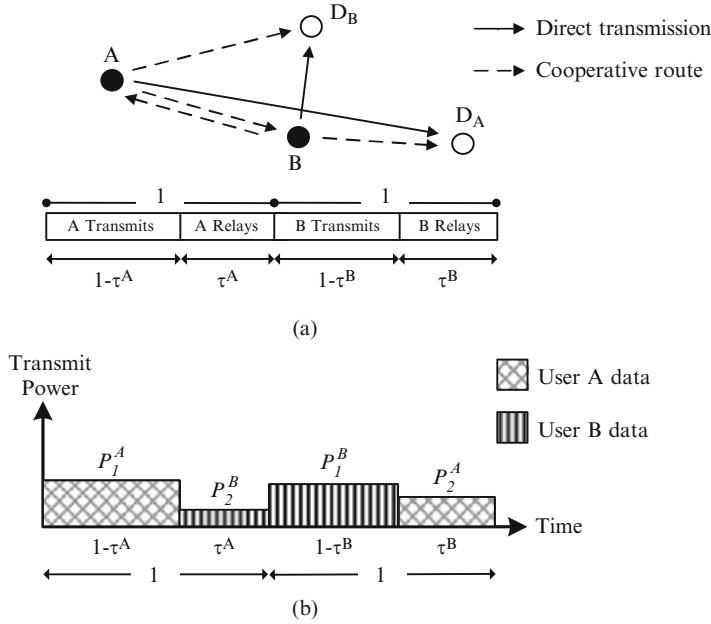 D_B
A
Direct transmission
Cooperative route
D_A
B
1 1
A Transmits A Relays B Transmits B Relays
1-τ^A τ^A 1-τ^B τ^B
(a)
Transmit
Power
User A data
User B data
P_1^A P_2^B P_1^B P_2^A
Time
1-τ^A τ^A 1-τ^B τ^B
1 1
(b)